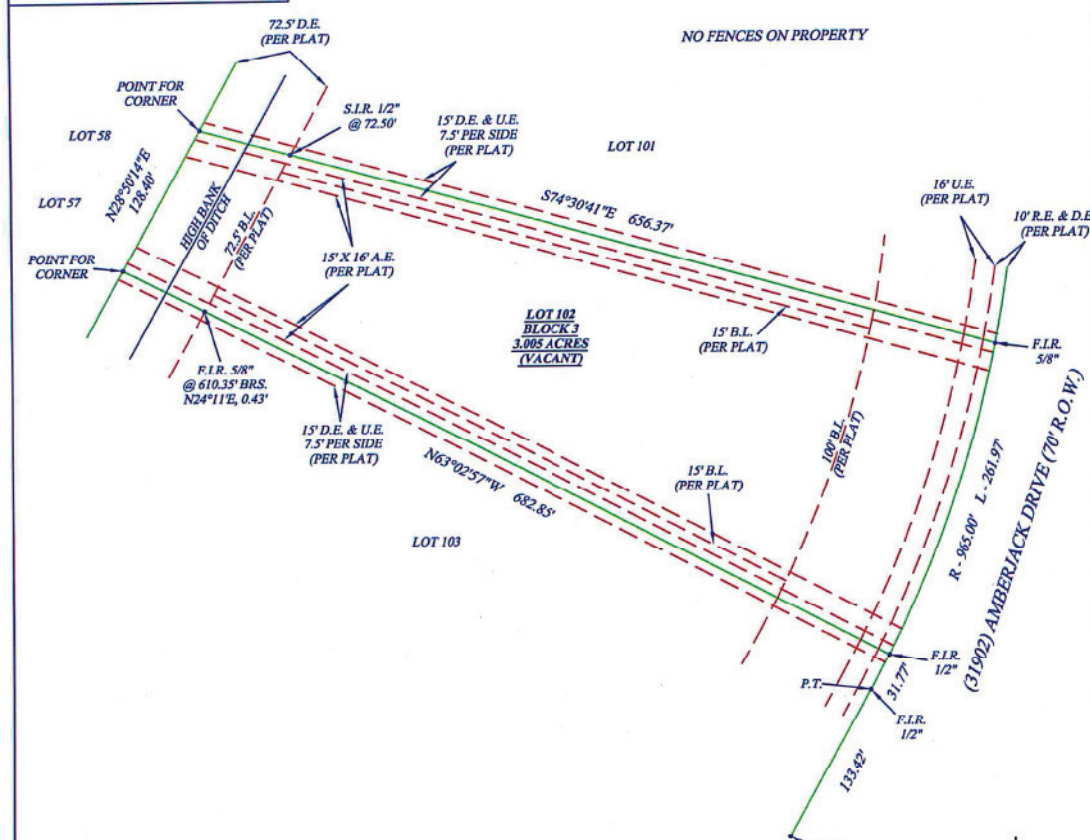 72.5' D.E.
(PER PLAT)
NO FENCES ON PROPERTY
POINT FOR
CORNER
S.I.R. 1/2"
@ 72.50'
15' D.E. & U.E.
7.5' PER SIDE
(PER PLAT)
LOT 58
LOT 101
LOT 57
N28°50'14"E
128.40'
HIGH BANK
OF DITCH
72.5' B.L.
(PER PLAT)
S74°30'41"E 656.37'
16' U.E.
(PER PLAT)
10' R.E. & D.E.
(PER PLAT)
POINT FOR
CORNER
15' X 16' A.E.
(PER PLAT)
LOT 102
BLOCK 3
3.005 ACRES
(VACANT)
15' B.L.
(PER PLAT)
F.I.R.
5/8"
F.I.R. 5/8"
@ 610.35' BRS.
N24°11'E, 0.43'
15' D.E. & U.E.
7.5' PER SIDE
(PER PLAT)
N63°02'57"W 682.85'
15' B.L.
(PER PLAT)
100' B.L.
(PER PLAT)
R - 965.00' L - 261.97'
(31902) AMBERJACK DRIVE (70' R.O.W.)
LOT 103
F.I.R.
1/2"
31.77'
P.T.
F.I.R.
1/2"
133.42'